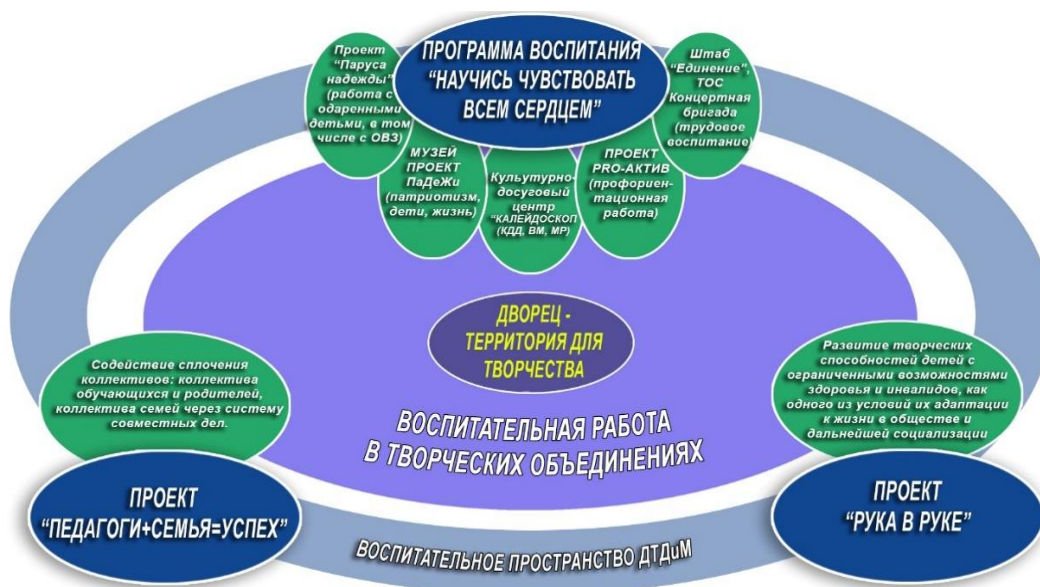 Проект
"Паруса
надежды"
(работа с
одаренными
детьми, в том
числе с ОВЗ)
ПРОГРАММА ВОСПИТАНИЯ
"НАУЧИСЬ ЧУВСТВОВАТЬ
ВСЕМ СЕРДЦЕМ"
Штаб
"Единение",
ТОС
Концертная
бригада
(трудовое
воспитание)
МУЗЕЙ
ПРОЕКТ
ПаДеЖи
(патриотизм,
дети, жизнь)
Кульутурно-
досуговый
центр
"КАЛЕЙДОСКОП
(КДД, ВМ, МР)
ПРОЕКТ
PRO-АКТИВ
(профориен-
тационная
работа)
ДВОРЕЦ -
ТЕРРИТОРИЯ ДЛЯ
ТВОРЧЕСТВА
Содействие сплочения
коллективов: коллектива
обучающихся и родителей,
коллектива семей через систему
совместных дел.
Развитие творческих
способностей детей с
ограниченными возможностями
здоровья и инвалидов, как
одного из условий их адаптации
к жизни в обществе и
дальнейшей социализации
ВОСПИТАТЕЛЬНАЯ РАБОТА
В ТВОРЧЕСКИХ ОБЪЕДИНЕНИЯХ
ПРОЕКТ
"ПЕДАГОГИ+СЕМЬЯ=УСПЕХ"
ПРОЕКТ
"РУКА В РУКЕ"
ВОСПИТАТЕЛЬНОЕ ПРОСТРАНСТВО ДТДиМ